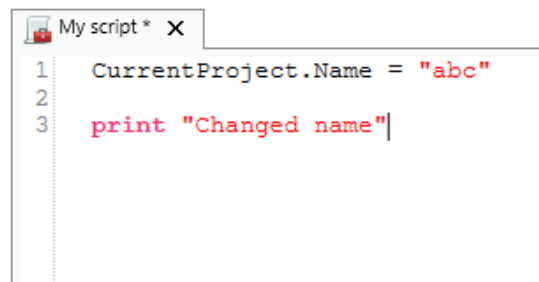 My script * X
1 CurrentProject.Name = "abc"
2
3 print "Changed name"